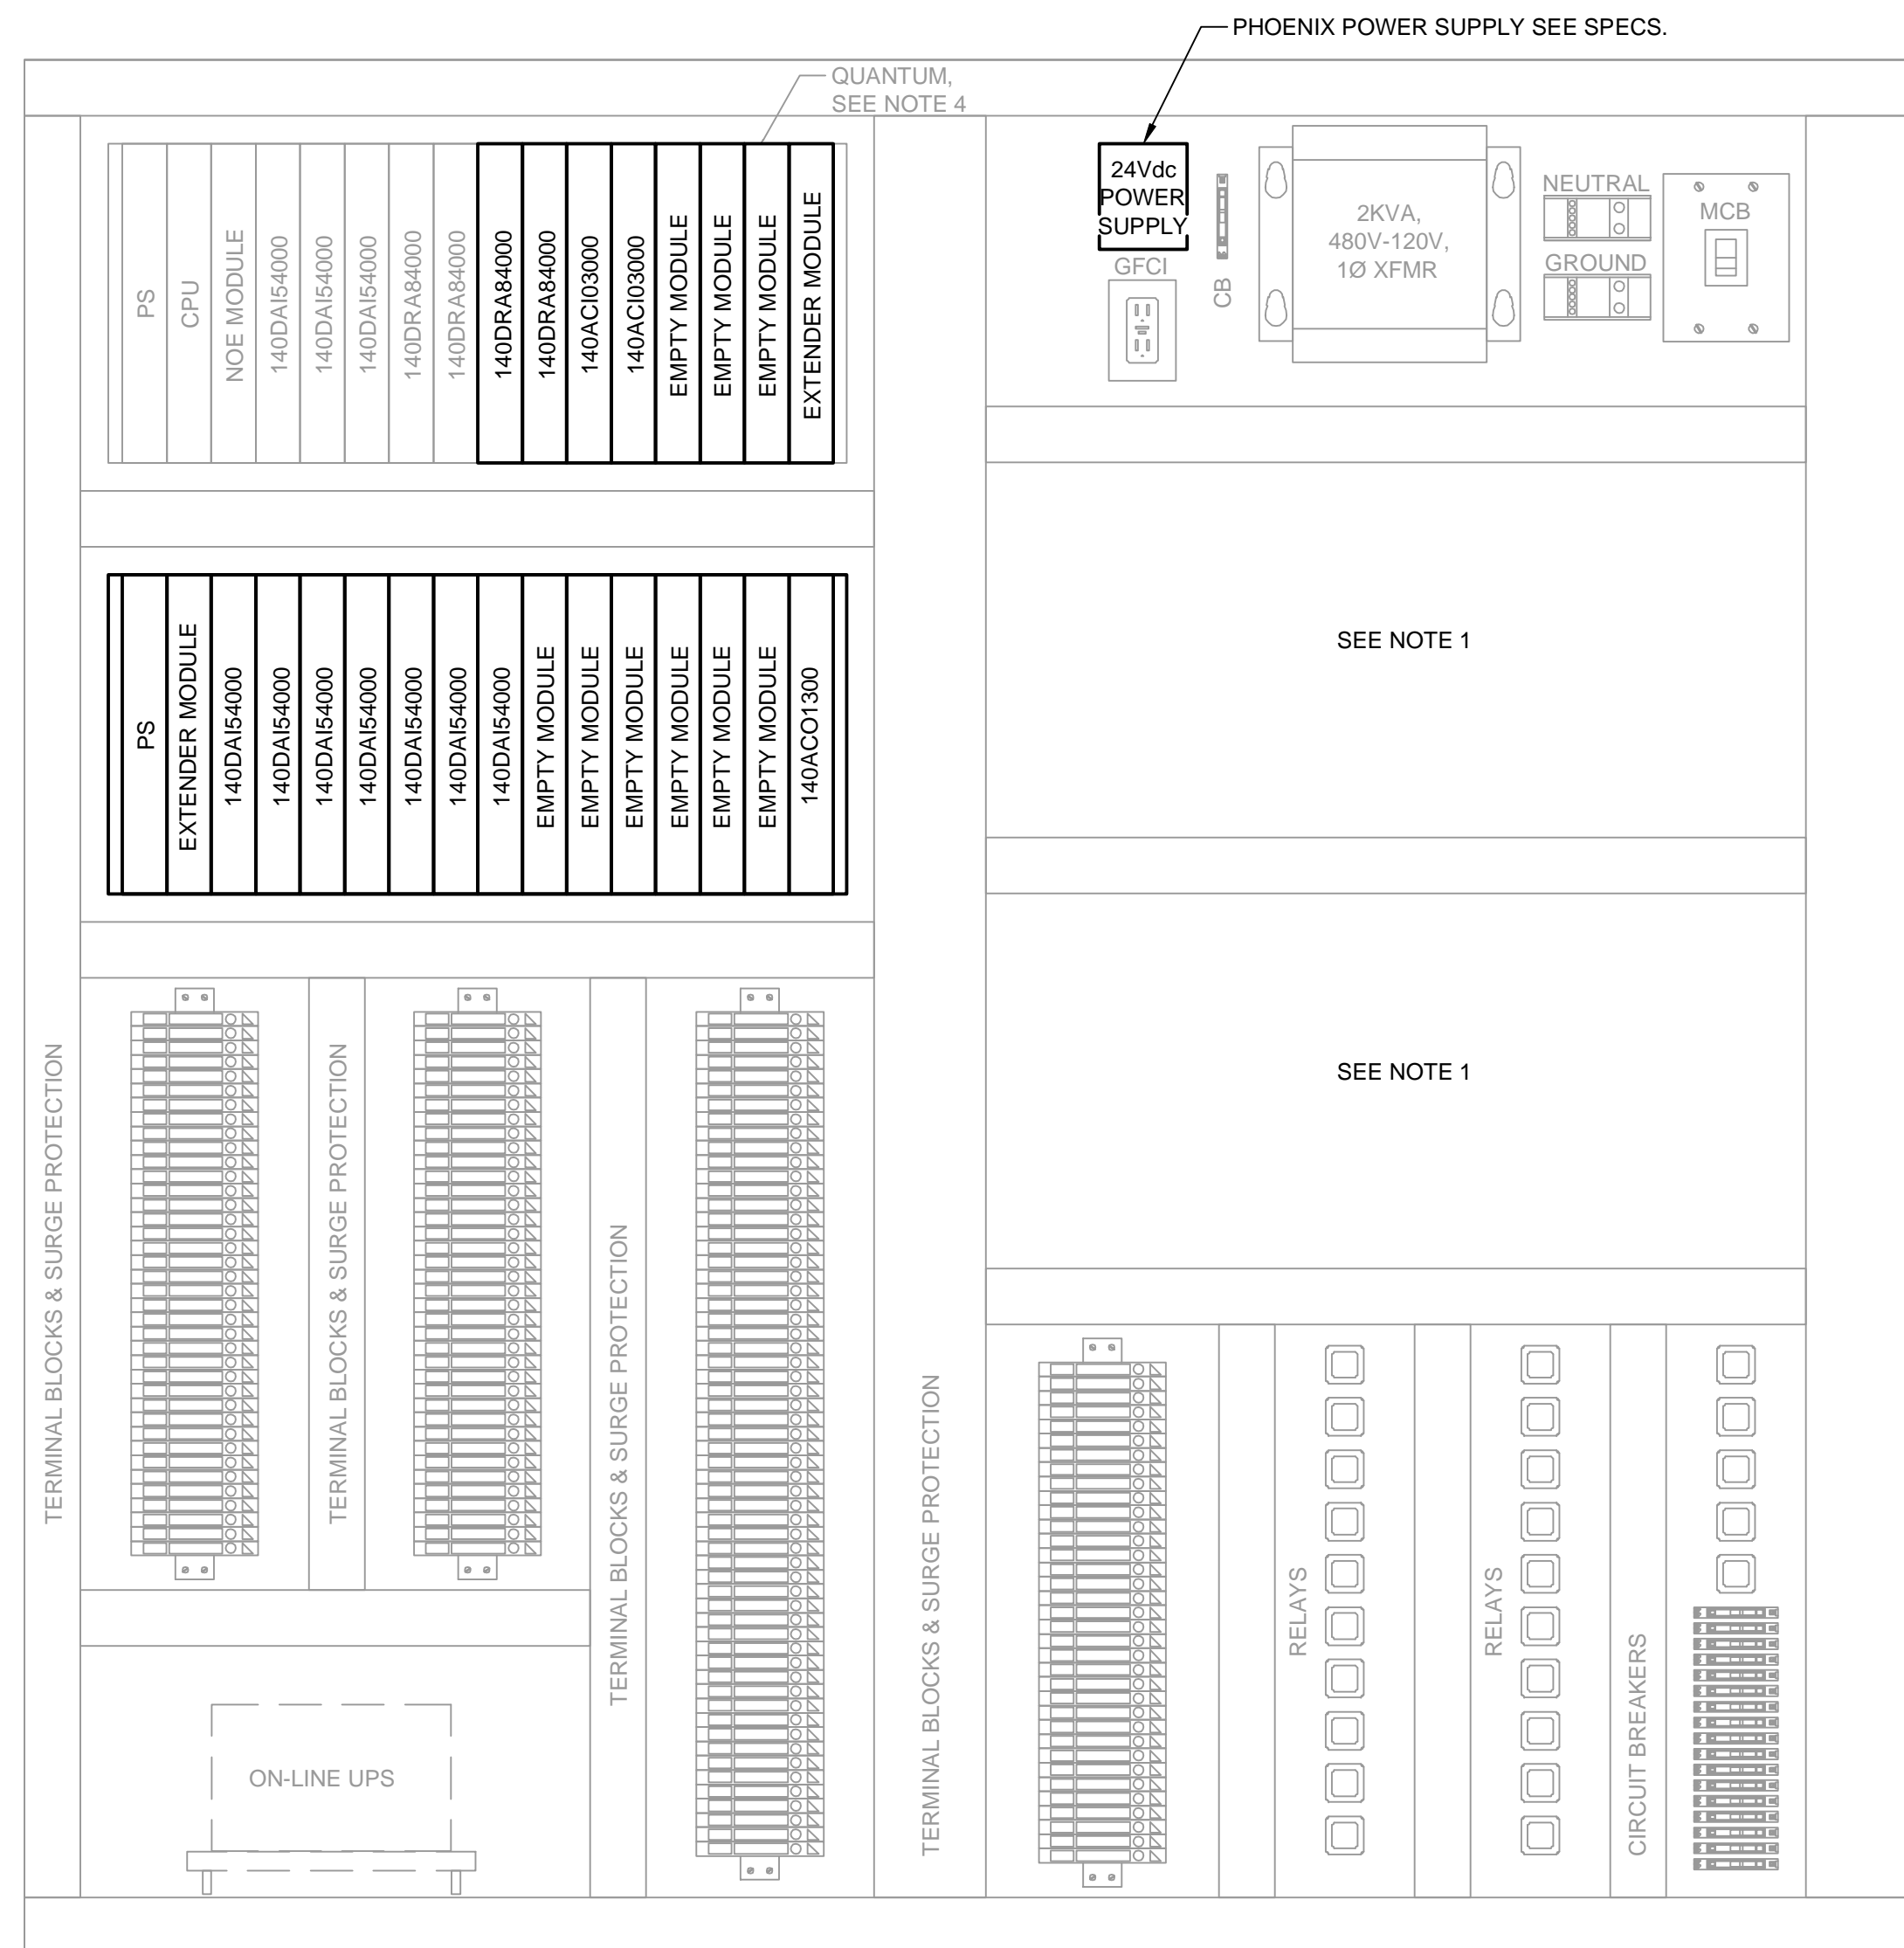 PHOENIX POWER SUPPLY SEE SPECS.
QUANTUM,
SEE NOTE 4
PS
CPU
NOE MODULE
140DAI54000
140DAI54000
140DAI54000
140DRA84000
140DRA84000
140DRA84000
140DRA84000
140ACI03000
140ACI03000
EMPTY MODULE
EMPTY MODULE
EMPTY MODULE
EXTENDER MODULE
24Vdc
POWER
SUPPLY
GFCI
CB
2KVA,
480V-120V,
1Ø XFMR
NEUTRAL
GROUND
MCB
PS
EXTENDER MODULE
140DAI54000
140DAI54000
140DAI54000
140DAI54000
140DAI54000
140DAI54000
140DAI54000
EMPTY MODULE
EMPTY MODULE
EMPTY MODULE
EMPTY MODULE
EMPTY MODULE
EMPTY MODULE
140ACO1300
SEE NOTE 1
SEE NOTE 1
TERMINAL BLOCKS & SURGE PROTECTION
TERMINAL BLOCKS & SURGE PROTECTION
TERMINAL BLOCKS & SURGE PROTECTION
TERMINAL BLOCKS & SURGE PROTECTION
RELAYS
RELAYS
CIRCUIT BREAKERS
ON-LINE UPS